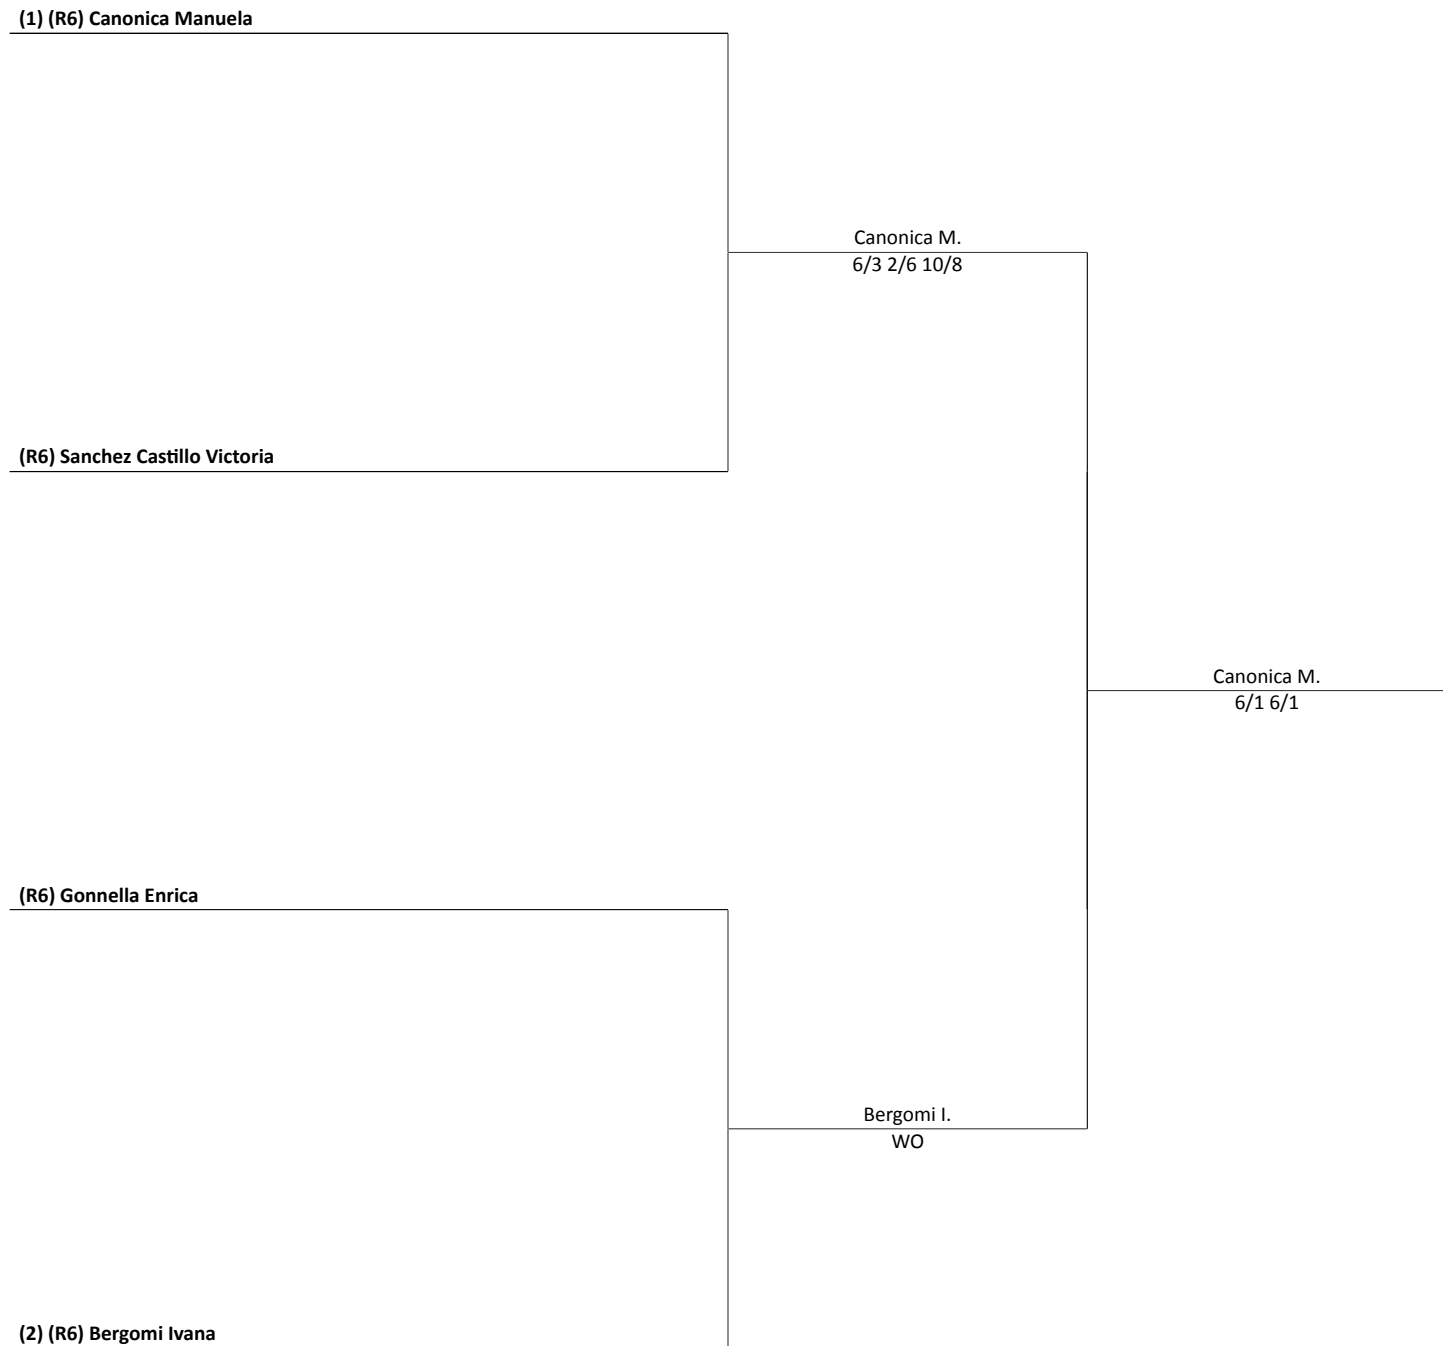 (1) (R6) Canonica Manuela
Canonica M.
6/3 2/6 10/8
(R6) Sanchez Castillo Victoria
Canonica M.
6/1 6/1
(R6) Gonnella Enrica
Bergomi I.
WO
(2) (R6) Bergomi Ivana